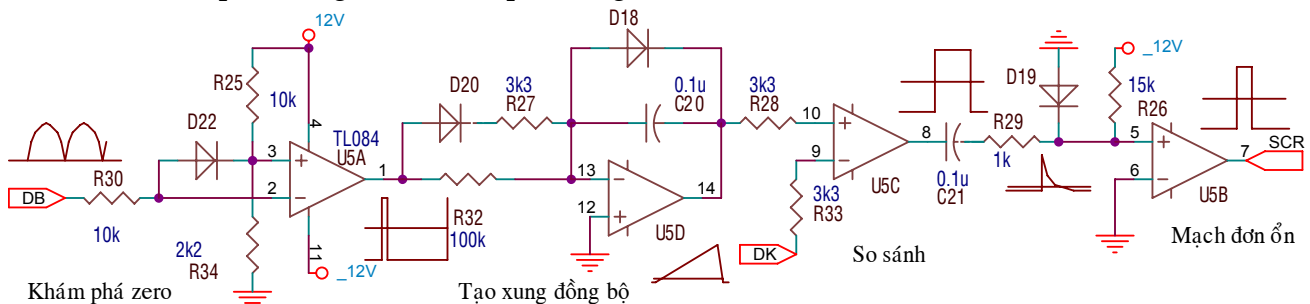 12V
D18
_12V
R25
10k
D20
3k3
R27
0.1u
C20
3k3
R28
D19
15k
R26
D22
4
TL084
U5A
10
8
R29
1k
5
7
SCR
3
1
13
14
9
U5C
0.1u
C21
6
U5B
DB
R30
2
R32
100k
12
U5D
3k3
R33
10k
2k2
R34
11
_12V
DK
So sánh
Mạch đơn ổn
Khám phá zero
Tạo xung đồng bộ